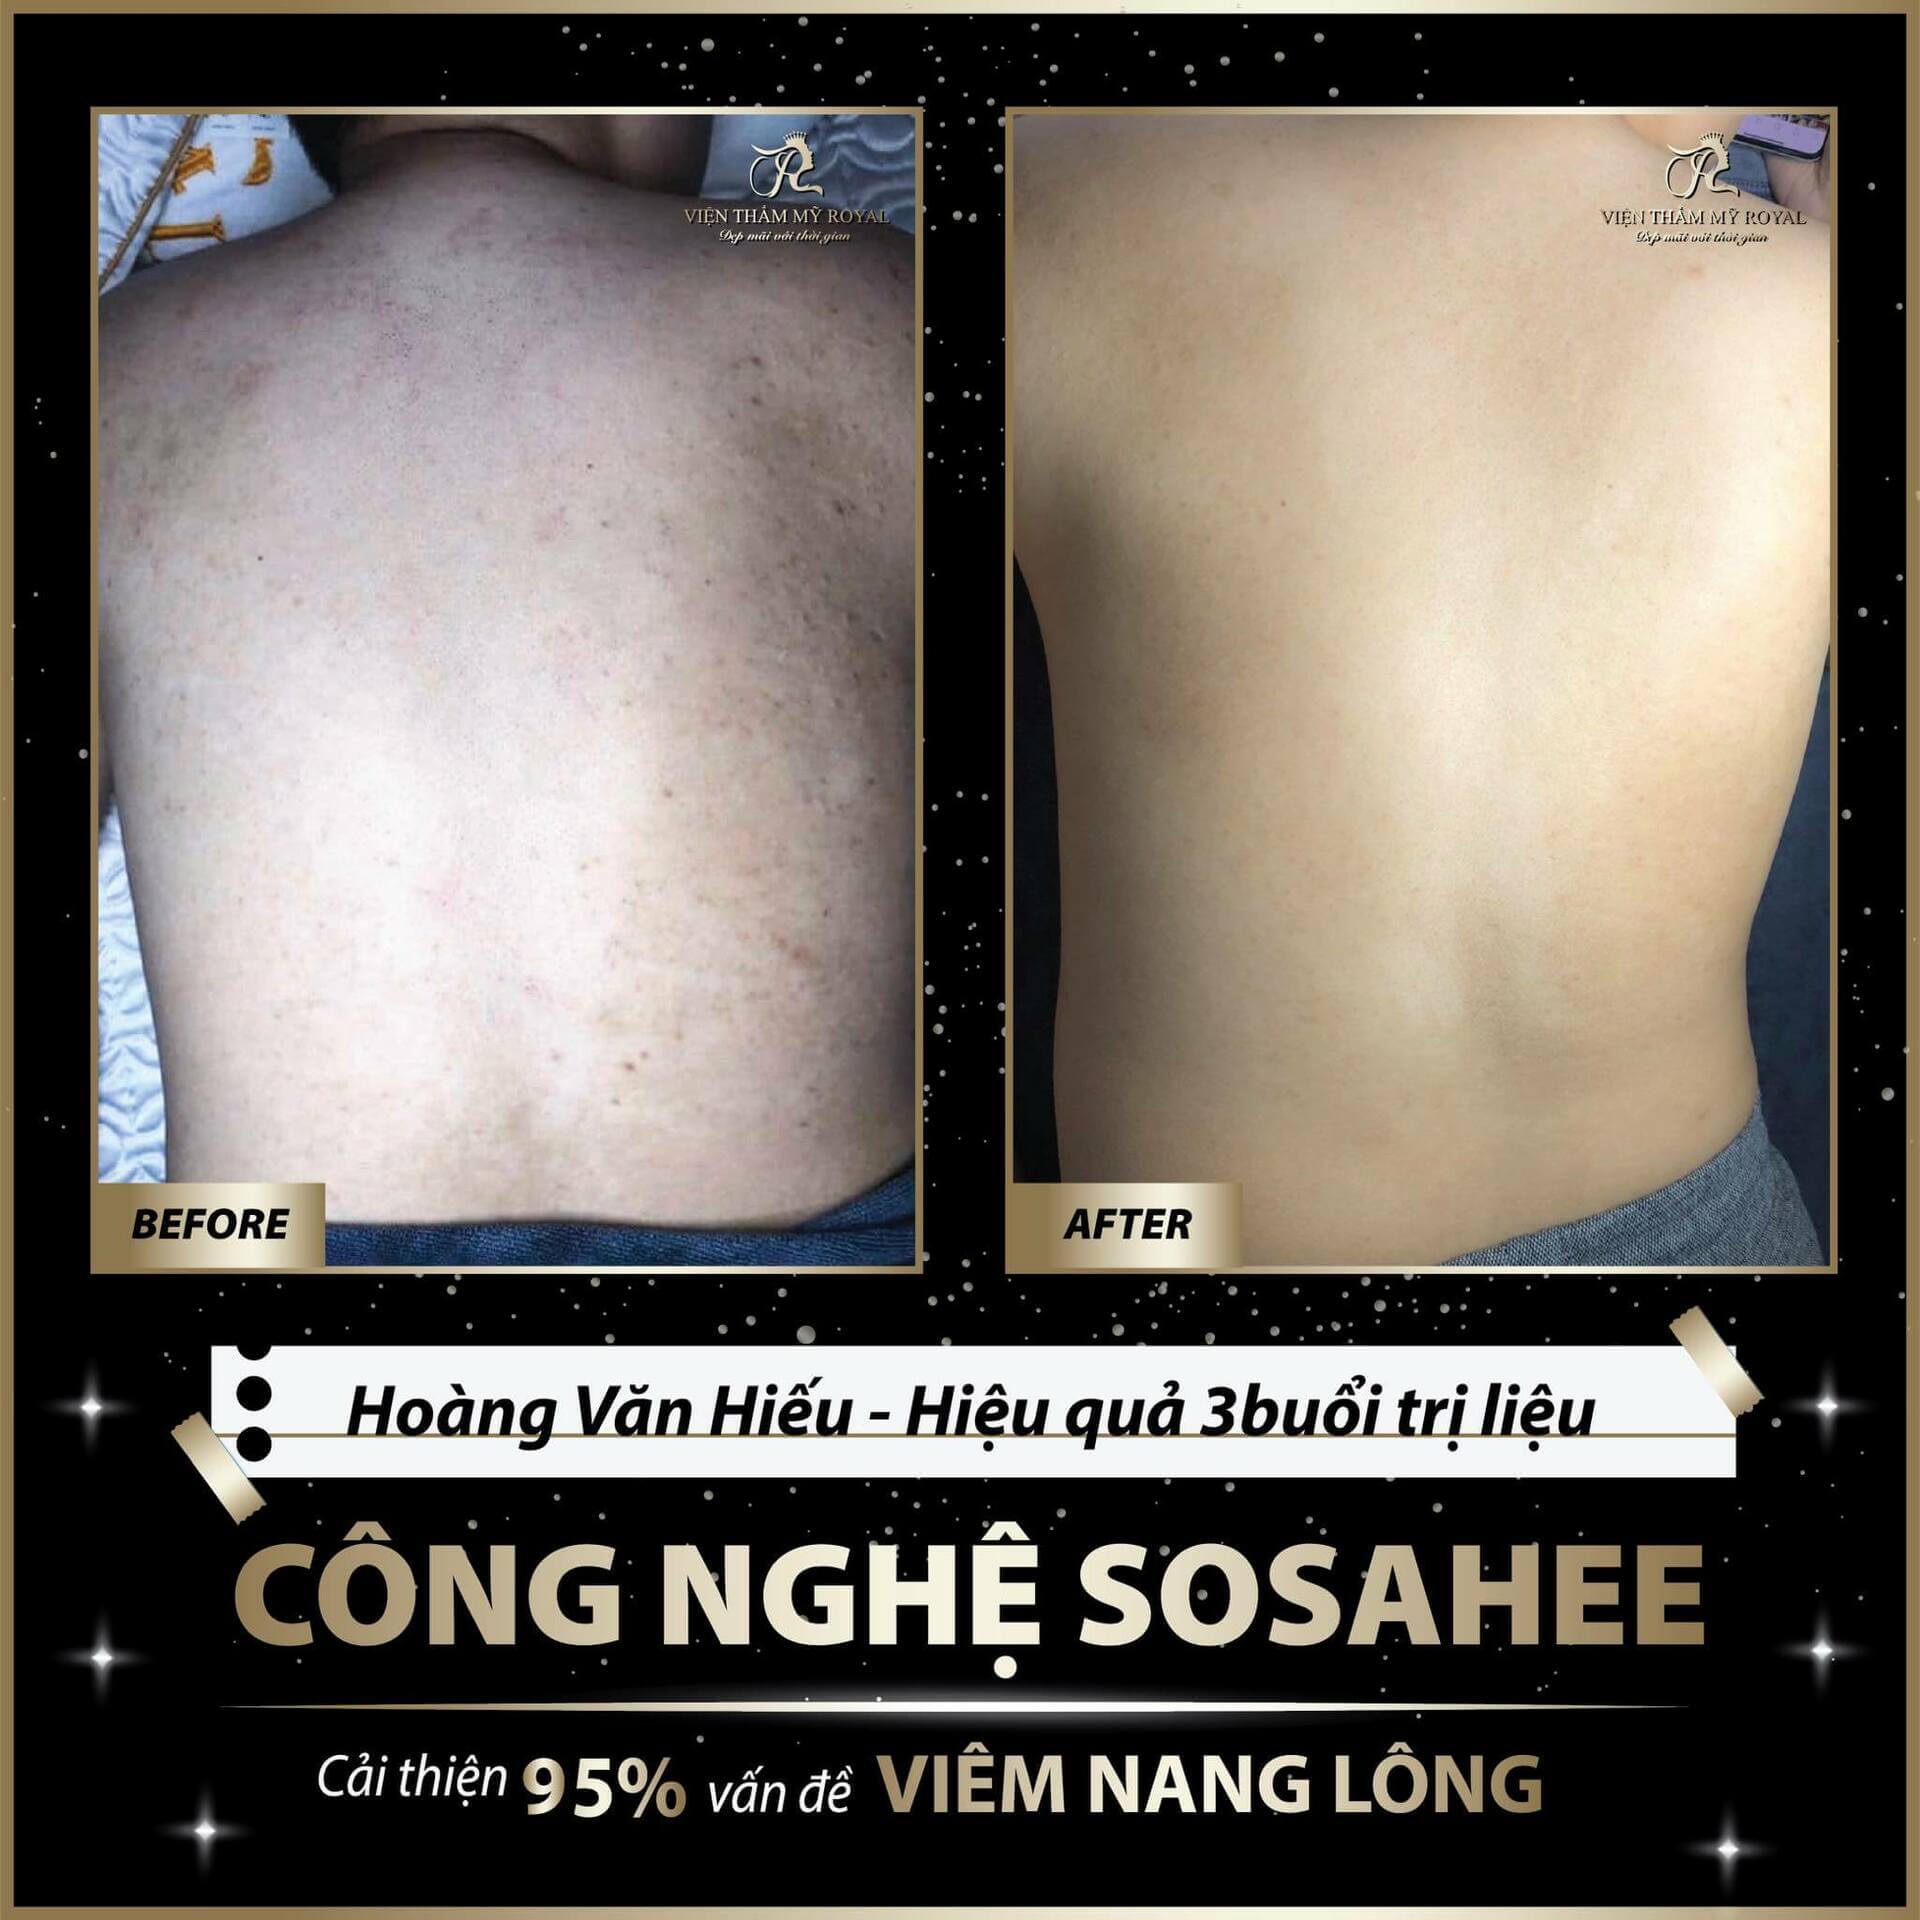 VIỆN THẨM MỸ ROYAL
Đẹp mãi với thời gian
VIỆN THẨM MỸ ROYAL
Đẹp mãi với thời gian
BEFORE
AFTER
Hoàng Văn Hiếu - Hiệu quả 3buổi trị liệu
CÔNG NGHỆ SOSAHEE
Cải thiện 95% vấn đề VIÊM NANG LÔNG